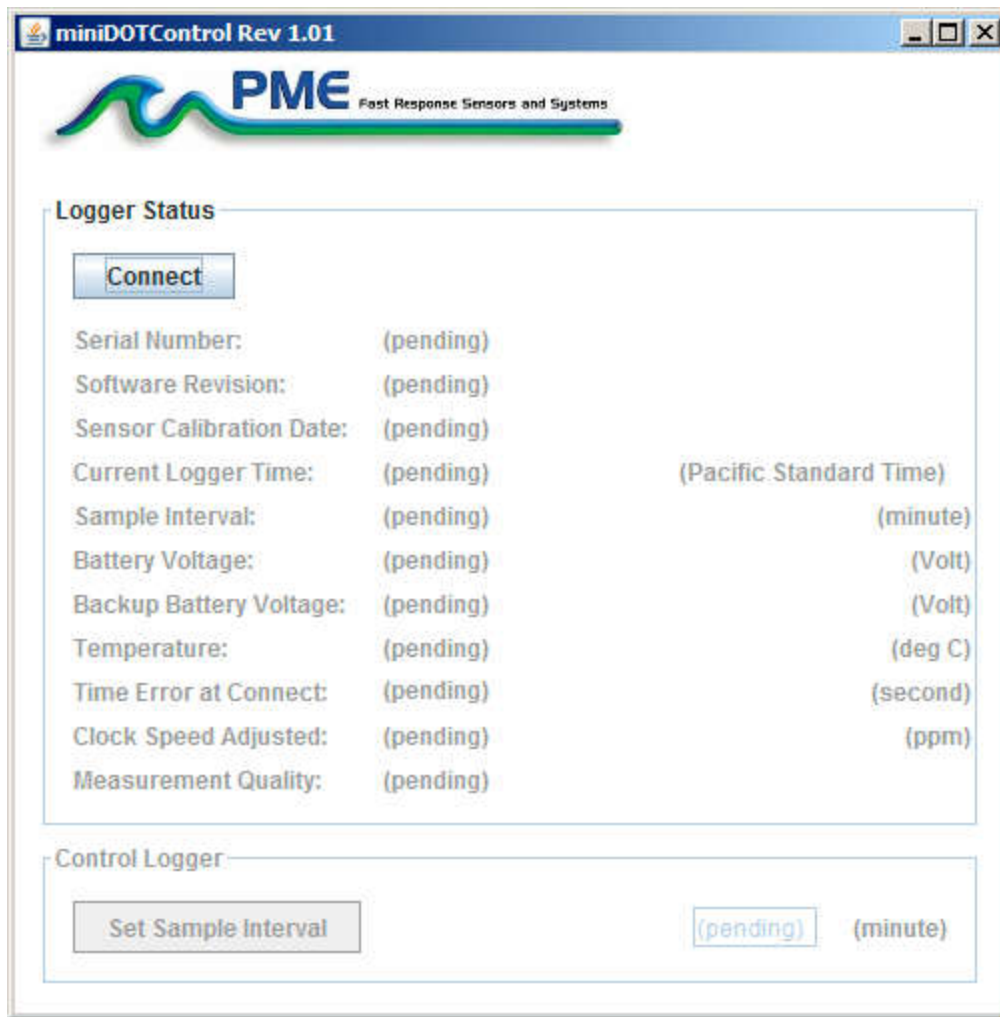 miniDOTControl Rev 1.01
PME Fast Response Sensors and Systems
Logger Status
Connect
Serial Number: (pending)
Software Revision: (pending)
Sensor Calibration Date: (pending)
Current Logger Time: (pending) (Pacific Standard Time)
Sample Interval: (pending) (minute)
Battery Voltage: (pending) (Volt)
Backup Battery Voltage: (pending) (Volt)
Temperature: (pending) (deg C)
Time Error at Connect: (pending) (second)
Clock Speed Adjusted: (pending) (ppm)
Measurement Quality: (pending)
Control Logger
Set Sample Interval (pending) (minute)